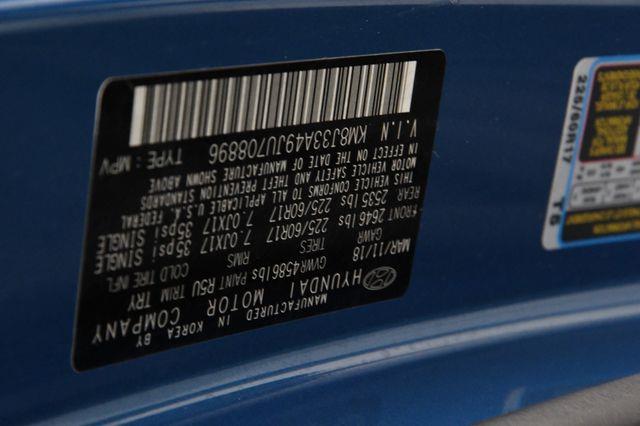 MANUFACTURED IN KOREA BY
HYUNDAI MOTOR COMPANY
MAR/11/18 GVWR4586lbs PAINT R5U TRIM TRY
GAWR TIRES RIMS COLD TIRE INFL
FRONT 2646 lbs 225/60R17 7.0JX17 35psi SINGLE
REAR 2535 lbs 225/60R17 7.0JX17 35psi SINGLE
THIS VEHICLE CONFORMS TO ALL APPLICABLE U.S.A. FEDERAL
MOTOR VEHICLE SAFETY AND THEFT PREVENTION STANDARDS
IN EFFECT ON THE DATE OF MANUFACTURE SHOWN ABOVE
V.I.N KM8J33A49JU708896 TYPE : MPV
225/60R17